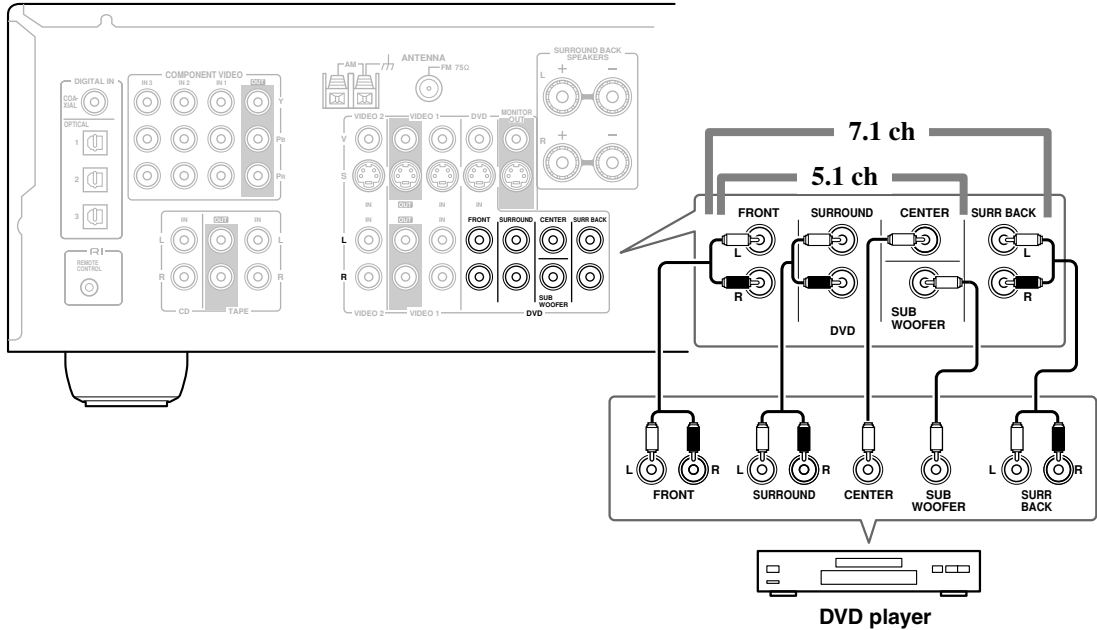 DIGITAL IN
COA-
XIAL
OPTICAL
1
2
3
RI
REMOTE
CONTROL
COMPONENT VIDEO
IN 3 IN 2 IN 1 OUT
Y
PB
PR
IN OUT IN
L L
R R
CD TAPE
ANTENNA
AM
FM 75Ω
VIDEO 2 VIDEO 1 DVD MONITOR
OUT
V
S
IN OUT IN IN
IN OUT IN
L
R
VIDEO 2 VIDEO 1
FRONT SURROUND CENTER SURR BACK
SUB
WOOFER
DVD
SURROUND BACK
SPEAKERS
L + −
R + −
7.1 ch
5.1 ch
FRONT SURROUND CENTER SURR BACK
L L
R R
SUB
WOOFER
DVD
L R L R L R
FRONT SURROUND CENTER SUB
WOOFER SURR
BACK
DVD player